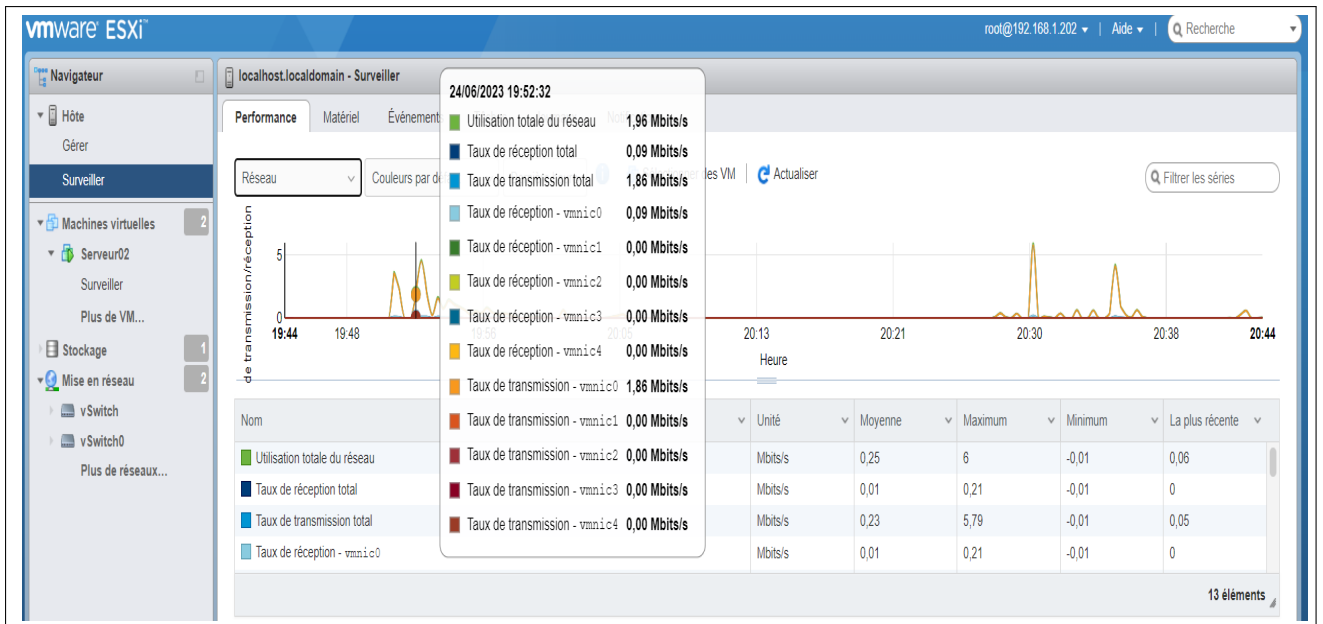 vmware ESXi™
root@192.168.1.202 | Aide | Recherche
Navigateur
Hôte
Gérer
Surveiller
Machines virtuelles 2
Serveur02
Surveiller
Plus de VM...
Stockage 1
Mise en réseau 2
vSwitch
vSwitch0
Plus de réseaux...
localhost.localdomain - Surveiller
Performance Matériel
Réseau
Couleurs par
des VM | Actualiser
Filtrer les séries
de transmission/réception
5
0
19:44 19:48 19:56 20:05 20:13 20:21 20:30 20:38 20:44
Heure
24/06/2023 19:52:32
Utilisation totale du réseau 1,96 Mbits/s
Taux de réception total 0,09 Mbits/s
Taux de transmission total 1,86 Mbits/s
Taux de réception - vmnic0 0,09 Mbits/s
Taux de réception - vmnic1 0,00 Mbits/s
Taux de réception - vmnic2 0,00 Mbits/s
Taux de réception - vmnic3 0,00 Mbits/s
Taux de réception - vmnic4 0,00 Mbits/s
Taux de transmission - vmnic0 1,86 Mbits/s
Taux de transmission - vmnic1 0,00 Mbits/s
Taux de transmission - vmnic2 0,00 Mbits/s
Taux de transmission - vmnic3 0,00 Mbits/s
Taux de transmission - vmnic4 0,00 Mbits/s
Nom Unité Moyenne Maximum Minimum La plus récente
Utilisation totale du réseau Mbits/s 0,25 6 -0,01 0,06
Taux de réception total Mbits/s 0,01 0,21 -0,01 0
Taux de transmission total Mbits/s 0,23 5,79 -0,01 0,05
Taux de réception - vmnic0 Mbits/s 0,01 0,21 -0,01 0
13 éléments